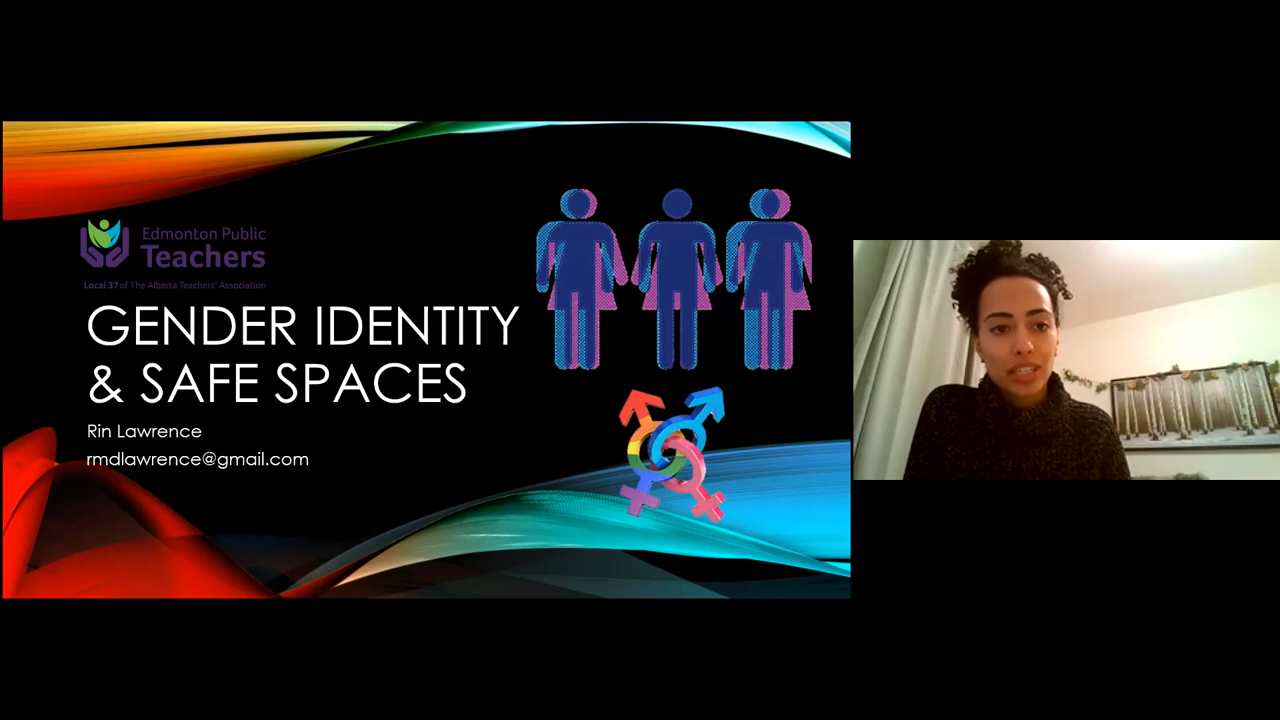 Edmonton Public
Teachers
Local 37 of The Alberta Teachers' Association
GENDER IDENTITY
& SAFE SPACES
Rin Lawrence
rmdlawrence@gmail.com